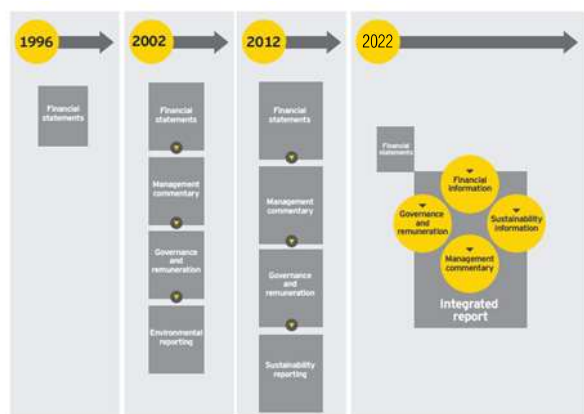 1996
Financial
statements
2002
Financial
statements
Management
commentary
Governance
and
remuneration
Environmental
reporting
2012
Financial
statements
Management
commentary
Governance
and
remuneration
Sustainability
reporting
2022
Financial
statements
Financial
information
Governance
and
remuneration
Sustainability
information
Management
commentary
Integrated
report